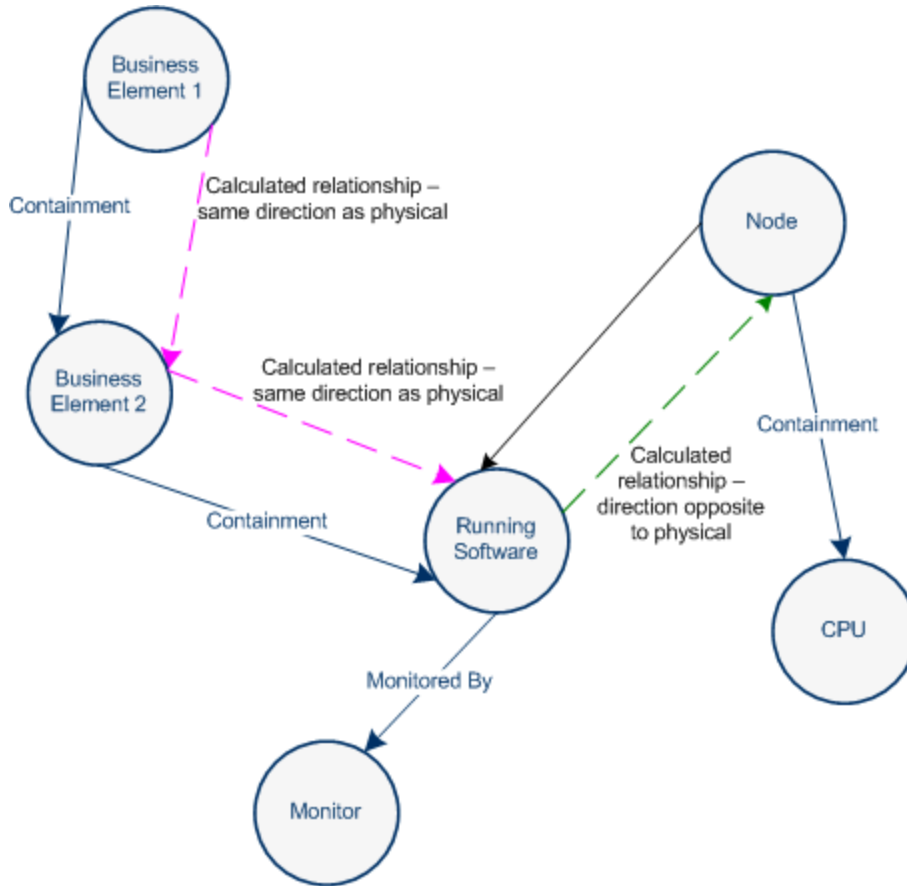 Business
Element 1
Containment
Calculated relationship –
same direction as physical
Node
Business
Element 2
Calculated relationship –
same direction as physical
Containment
Calculated
relationship –
direction opposite
to physical
Containment
Running
Software
CPU
Monitored By
Monitor